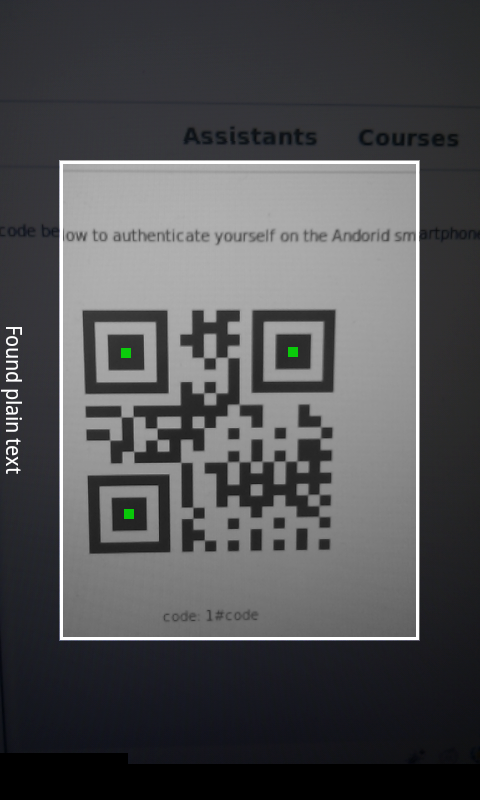 Assistants Courses
code below to authenticate yourself on the Andorid smartphone
Found plain text
code: 1#code